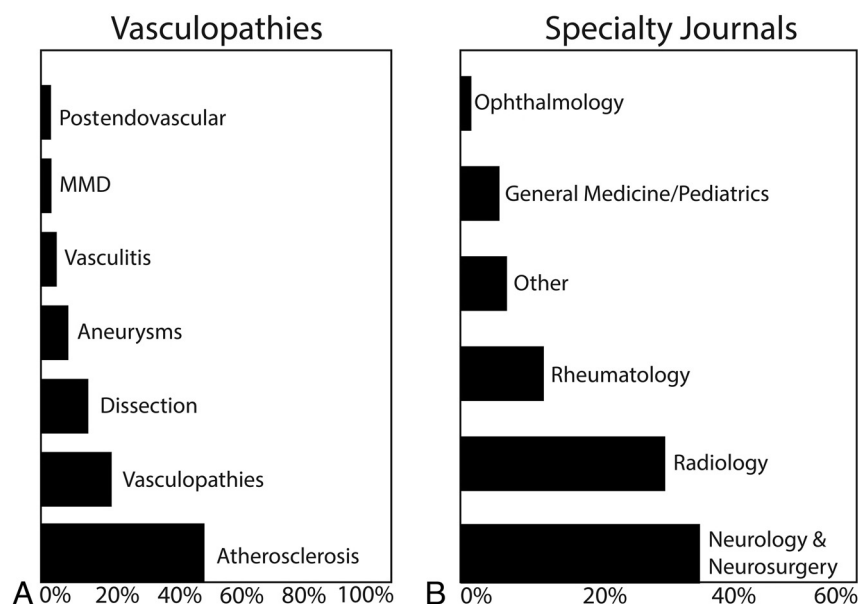 Vasculopathies
Postendovascular
MMD
Vasculitis
Aneurysms
Dissection
Vasculopathies
Atherosclerosis
A 0% 20% 40% 60% 80% 100%
Specialty Journals
Ophthalmology
General Medicine/Pediatrics
Other
Rheumatology
Radiology
Neurology &
Neurosurgery
B 0% 20% 40% 60%